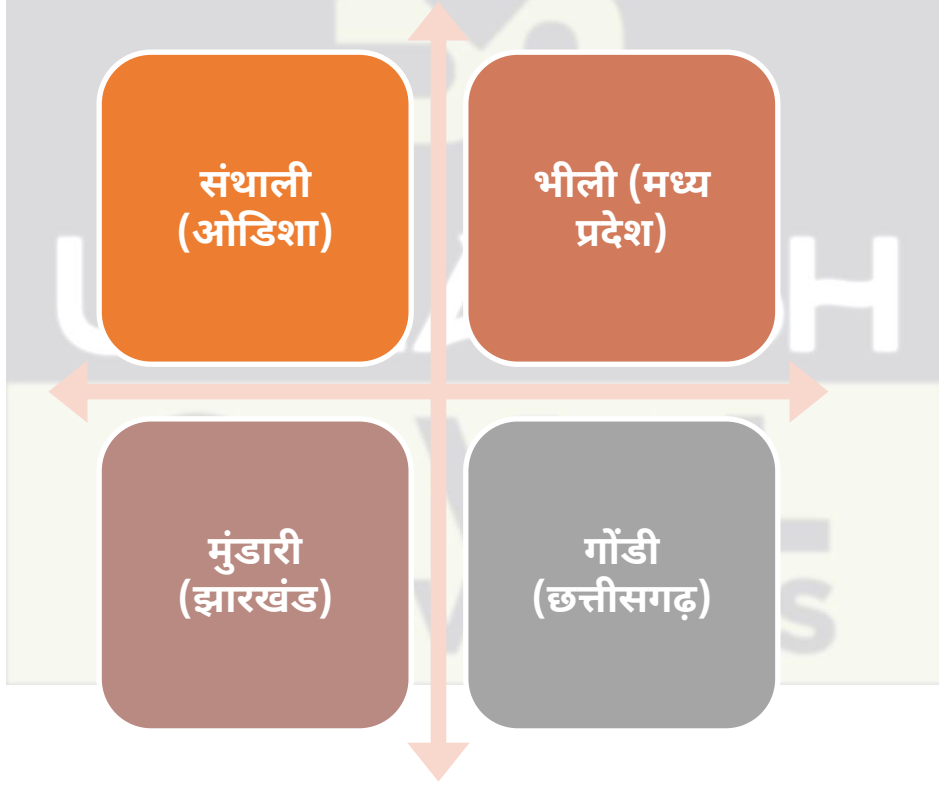 संथाली
(ओडिशा)
भीली (मध्य
प्रदेश)
मुंडारी
(झारखंड)
गोंडी
(छत्तीसगढ़)